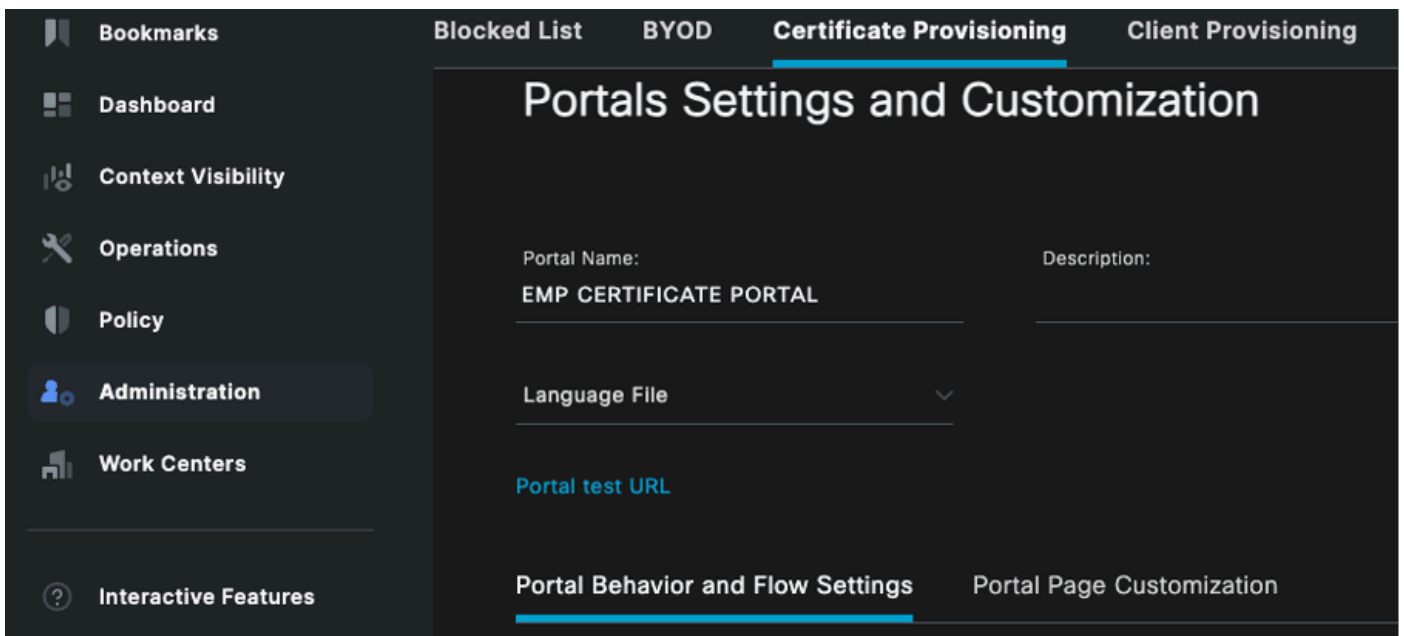 Bookmarks
Dashboard
Context Visibility
Operations
Policy
Administration
Work Centers
Interactive Features
Blocked List BYOD Certificate Provisioning Client Provisioning
Portals Settings and Customization
Portal Name: Description:
EMP CERTIFICATE PORTAL
Language File
Portal test URL
Portal Behavior and Flow Settings Portal Page Customization